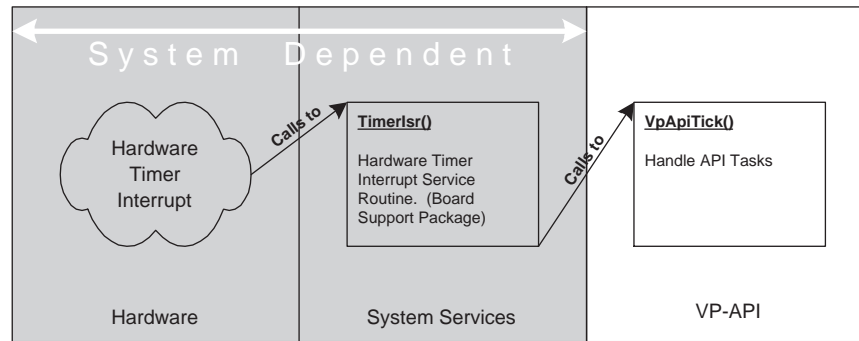 System Dependent
Hardware
Timer
Interrupt
Calls to
TimerIsr()
Hardware Timer
Interrupt Service
Routine. (Board
Support Package)
Calls to
VpApiTick()
Handle API Tasks
Hardware
System Services
VP-API